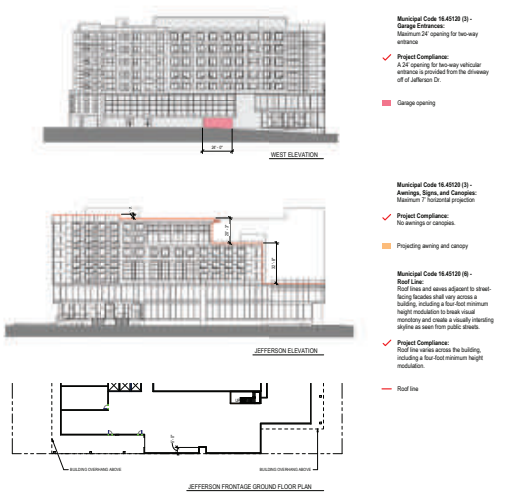 Municipal Code 16.45120 (3) -
Garage Entrances:
Maximum 24' opening for two-way
entrance
Project Compliance:
A 24' opening for two-way vehicular
entrance is provided from the driveway
off of Jefferson Dr.
Garage opening
24' - 0"
WEST ELEVATION
Municipal Code 16.45120 (3) -
Awnings, Signs, and Canopies:
Maximum 7' horizontal projection
Project Compliance:
No awnings or canopies.
Projecting awning and canopy
Municipal Code 16.45120 (6) -
Roof Line:
Roof lines and eaves adjacent to street-
facing facades shall vary across a
building, including a four-foot minimum
height modulation to break visual
monotony and create a visually intersting
skyline as seen from public streets.
Project Compliance:
Roof line varies across the building,
including a four-foot minimum height
modulation.
Roof line
JEFFERSON ELEVATION
BUILDING OVERHANG ABOVE
BUILDING OVERHANG ABOVE
JEFFERSON FRONTAGE GROUND FLOOR PLAN